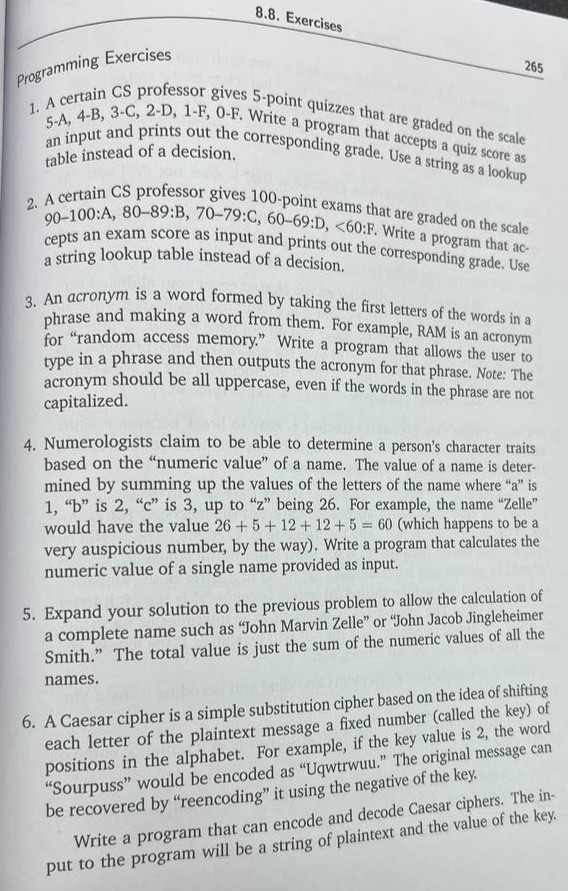 8.8. Exercises
265
Programming Exercises
1. A certain CS professor gives 5-point quizzes that are graded on the scale
5-A, 4-B, 3-C, 2-D, 1-F, 0-F. Write a program that accepts a quiz score as
an input and prints out the corresponding grade. Use a string as a lookup
table instead of a decision.
2. A certain CS professor gives 100-point exams that are graded on the scale
90–100:A, 80–89:B, 70–79:C, 60–69:D, <60:F. Write a program that ac-
cepts an exam score as input and prints out the corresponding grade. Use
a string lookup table instead of a decision.
3. An acronym is a word formed by taking the first letters of the words in a
phrase and making a word from them. For example, RAM is an acronym
for “random access memory.” Write a program that allows the user to
type in a phrase and then outputs the acronym for that phrase. Note: The
acronym should be all uppercase, even if the words in the phrase are not
capitalized.
4. Numerologists claim to be able to determine a person’s character traits
based on the “numeric value” of a name. The value of a name is deter-
mined by summing up the values of the letters of the name where “a” is
1, “b” is 2, “c” is 3, up to “z” being 26. For example, the name “Zelle”
would have the value 26 + 5 + 12 + 12 + 5 = 60 (which happens to be a
very auspicious number, by the way). Write a program that calculates the
numeric value of a single name provided as input.
5. Expand your solution to the previous problem to allow the calculation of
a complete name such as “John Marvin Zelle” or “John Jacob Jingleheimer
Smith.” The total value is just the sum of the numeric values of all the
names.
6. A Caesar cipher is a simple substitution cipher based on the idea of shifting
each letter of the plaintext message a fixed number (called the key) of
positions in the alphabet. For example, if the key value is 2, the word
“Sourpuss” would be encoded as “Uqwtrwuu.” The original message can
be recovered by “reencoding” it using the negative of the key.
Write a program that can encode and decode Caesar ciphers. The in-
put to the program will be a string of plaintext and the value of the key.